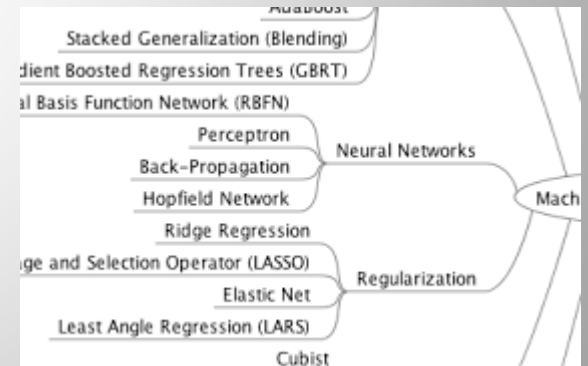 AdaBoost
Stacked Generalization (Blending)
dient Boosted Regression Trees (GBRT)
al Basis Function Network (RBFN)
Perceptron
Back-Propagation
Hopfield Network
Neural Networks
Mach
Ridge Regression
ge and Selection Operator (LASSO)
Elastic Net
Least Angle Regression (LARS)
Regularization
Cubist